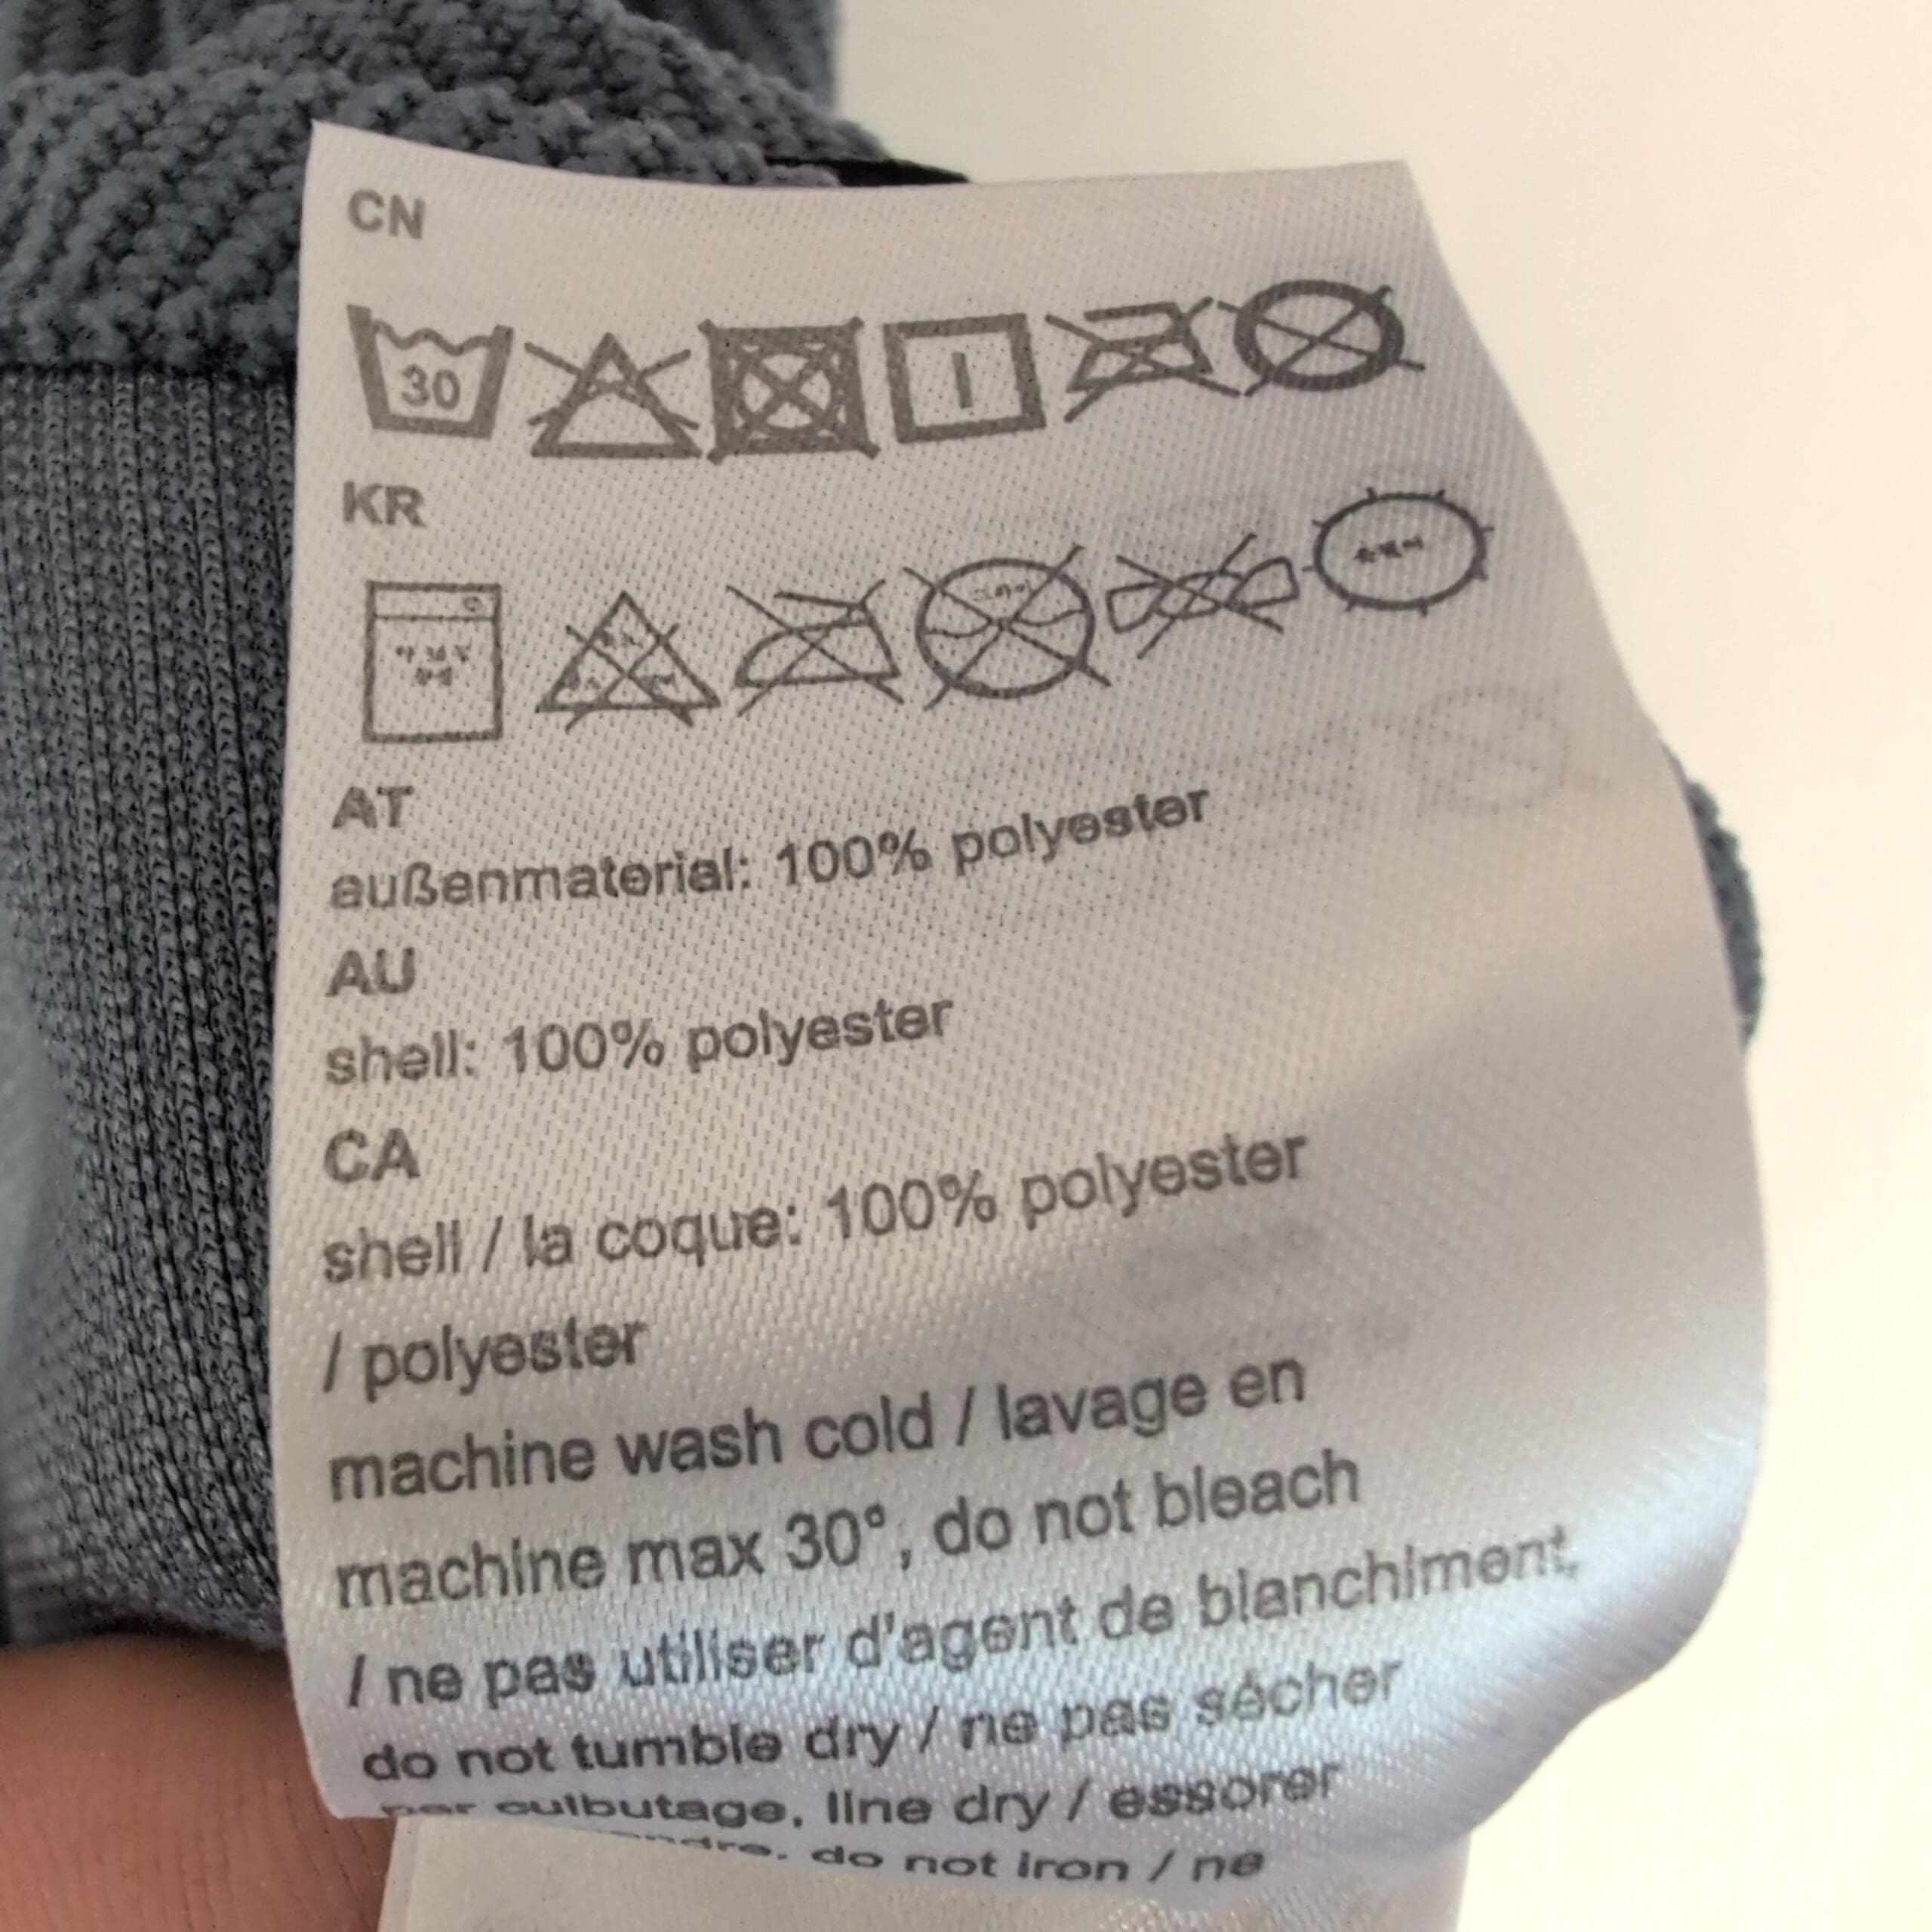 CN
30
KR
AT
außenmaterial: 100% polyester
AU
shell: 100% polyester
CA
shell / la coque: 100% polyester
/ polyester
machine wash cold / lavage en
machine max 30°, do not bleach
/ ne pas utiliser d'agent de blanchiment,
do not tumble dry / ne pas sécher
par culbutage, line dry / essorer
do not iron / ne